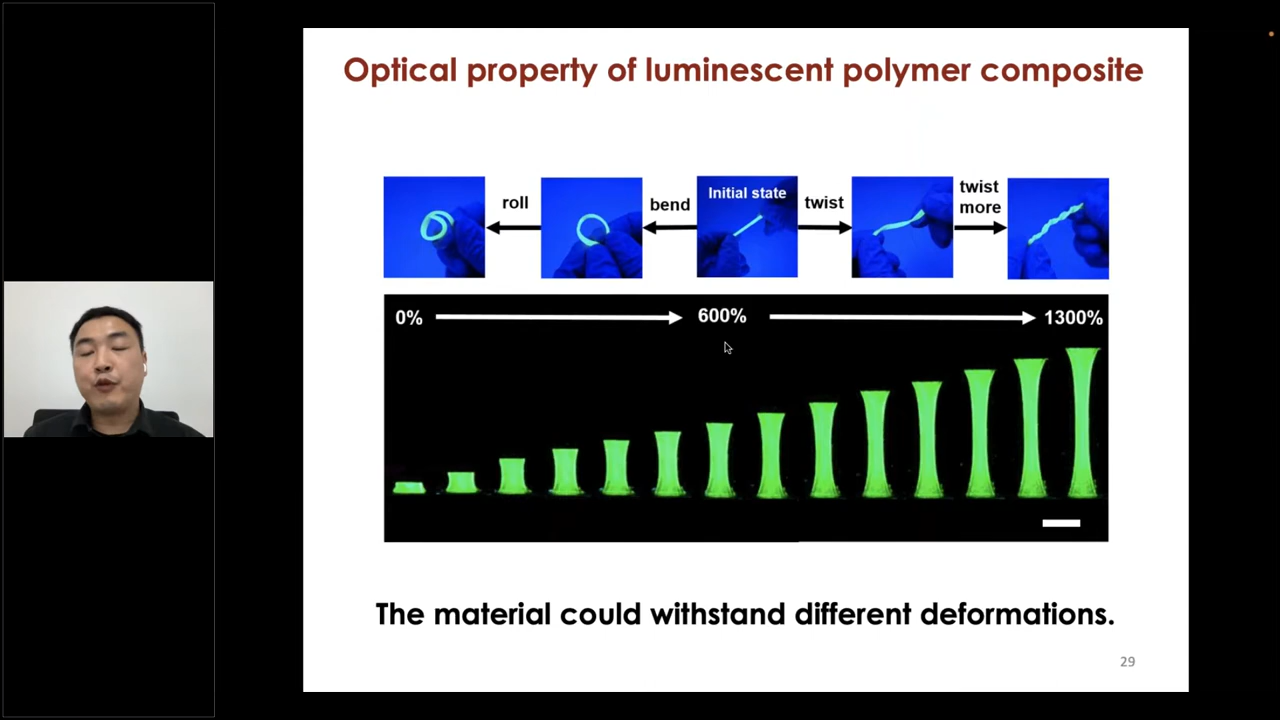 Optical property of luminescent polymer composite
roll
bend
Initial state
twist
twist
more
0%
600%
1300%
The material could withstand different deformations.
29